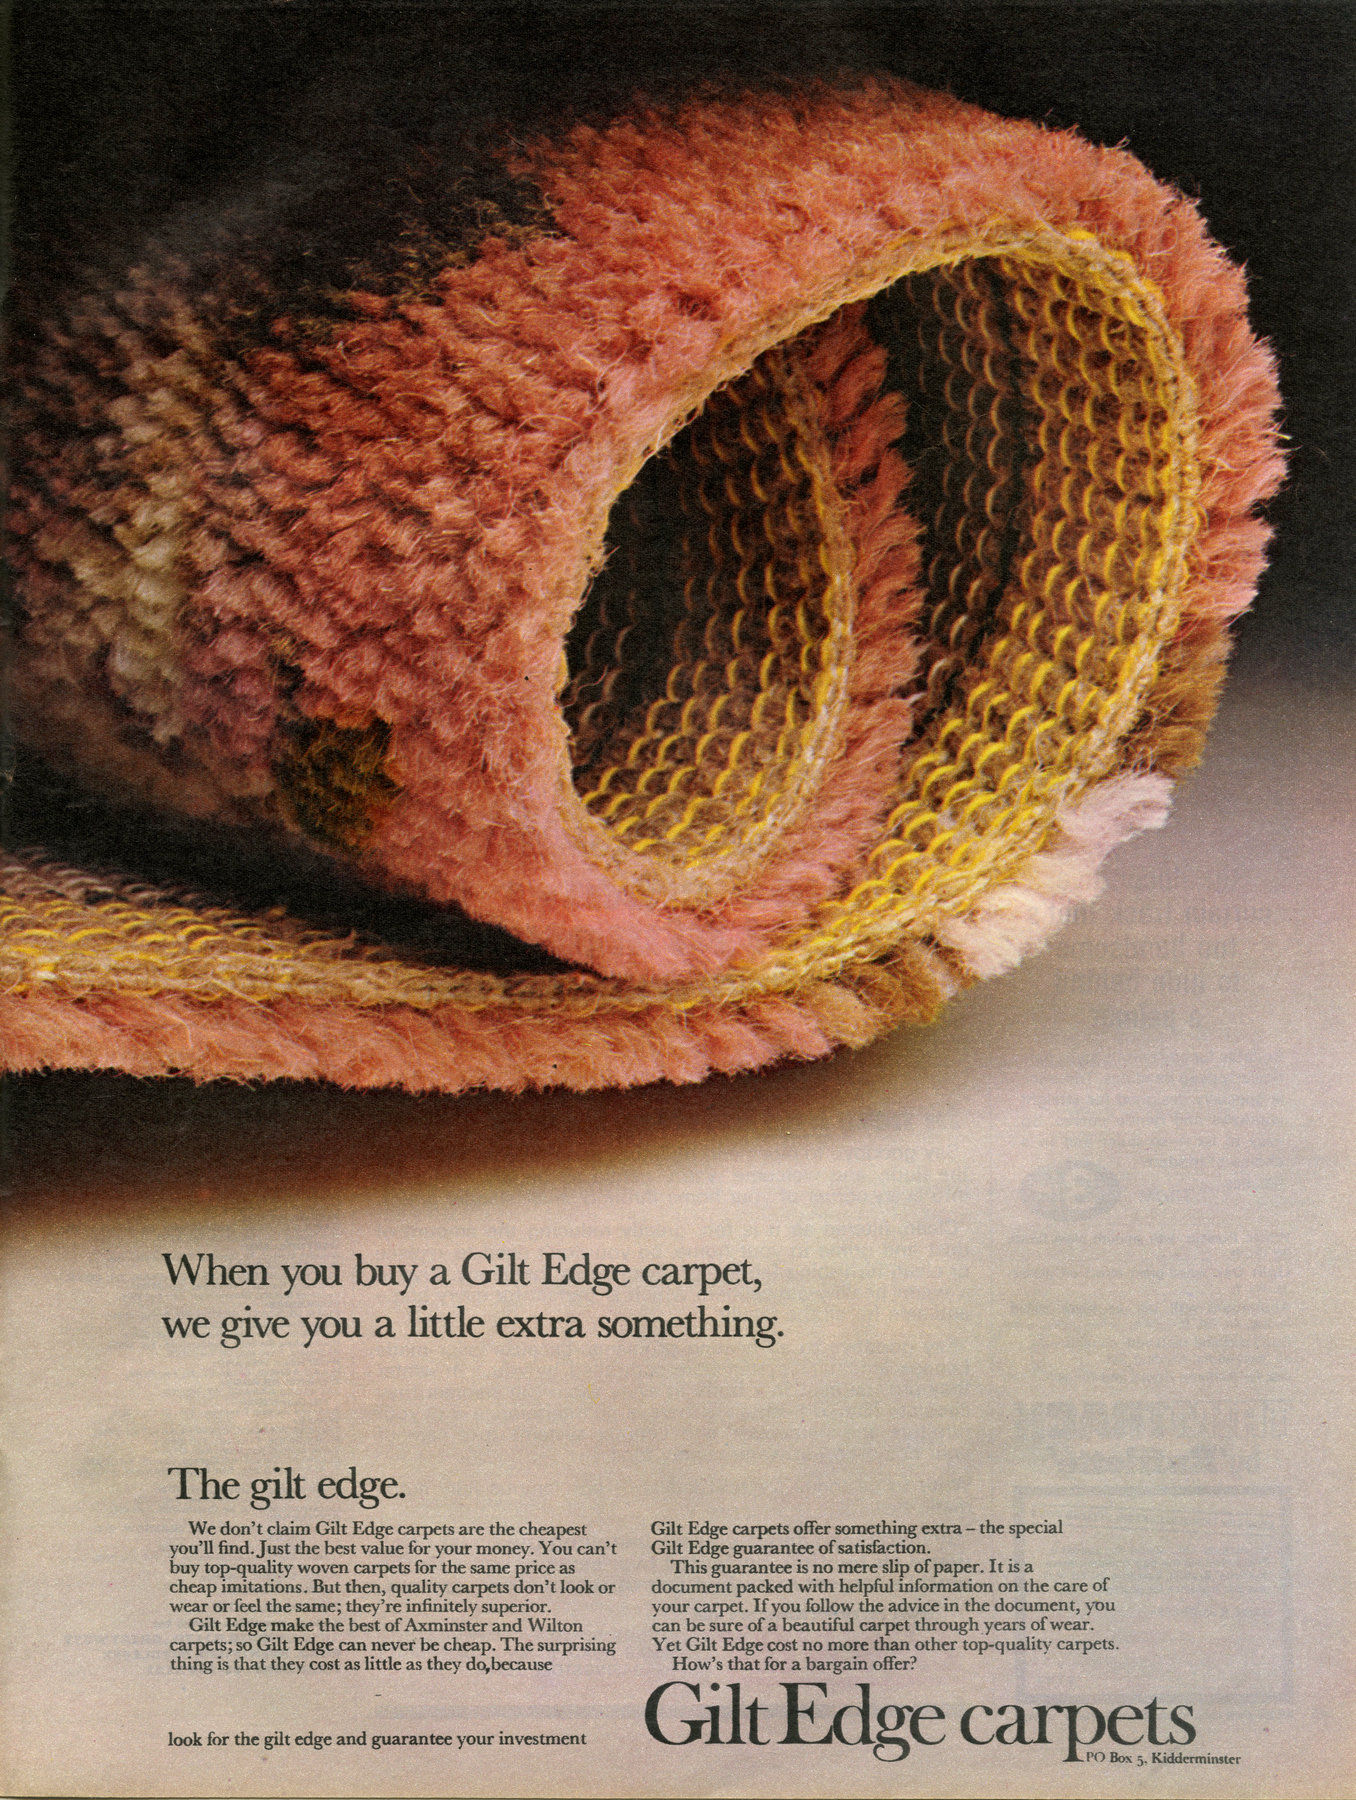 When you buy a Gilt Edge carpet,
we give you a little extra something.
The gilt edge.
We don't claim Gilt Edge carpets are the cheapest
you'll find. Just the best value for your money. You can't
buy top-quality woven carpets for the same price as
cheap imitations. But then, quality carpets don't look or
wear or feel the same; they're infinitely superior.
Gilt Edge make the best of Axminster and Wilton
carpets; so Gilt Edge can never be cheap. The surprising
thing is that they cost as little as they do, because
Gilt Edge carpets offer something extra – the special
Gilt Edge guarantee of satisfaction.
This guarantee is no mere slip of paper. It is a
document packed with helpful information on the care of
your carpet. If you follow the advice in the document, you
can be sure of a beautiful carpet through years of wear.
Yet Gilt Edge cost no more than other top-quality carpets.
How's that for a bargain offer?
look for the gilt edge and guarantee your investment
Gilt Edge carpets
PO Box 5, Kidderminster